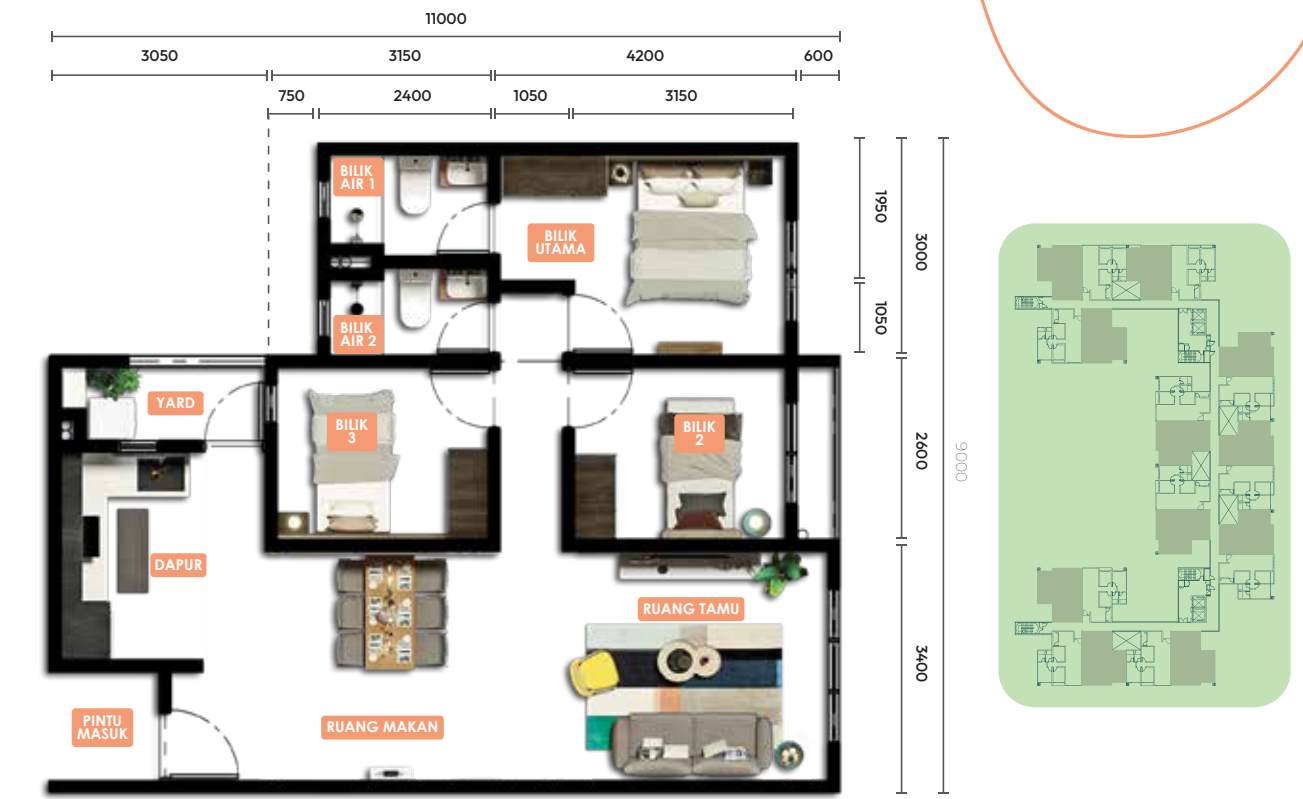 11000
3050
3150
4200
600
750
2400
1050
3150
BILIK
AIR 1
BILIK
UTAMA
BILIK
AIR 2
1950
3000
1050
YARD
BILIK
3
BILIK
2
2600
9000
DAPUR
RUANG TAMU
3400
PINTU
MASUK
RUANG MAKAN